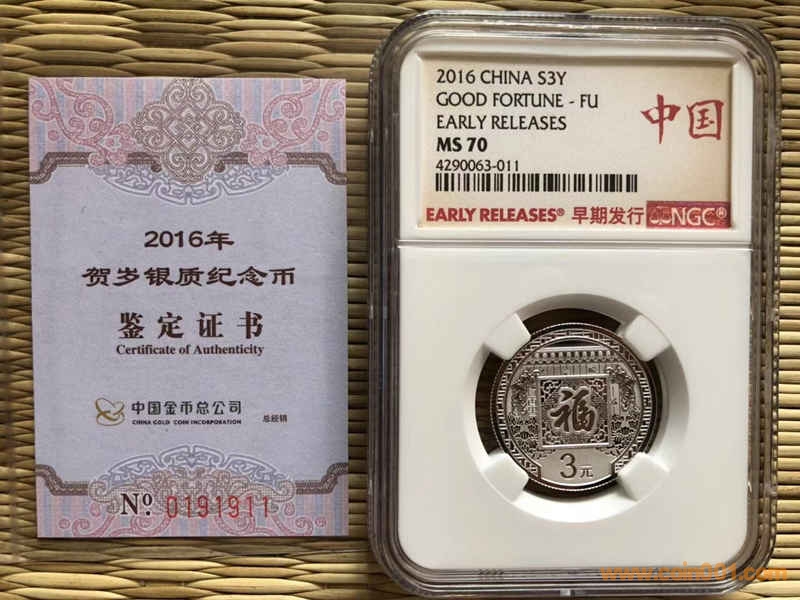 2016年
贺岁银质纪念币
鉴定证书
Certificate of Authenticity
中国金币总公司
CHINA GOLD COIN INCORPORATION
总经销
No. 0191911
2016 CHINA S3Y
GOOD FORTUNE - FU
EARLY RELEASES
MS 70
4290063-011
中国
EARLY RELEASES® 早期发行 NGC®
福
3元
www.coin001.com